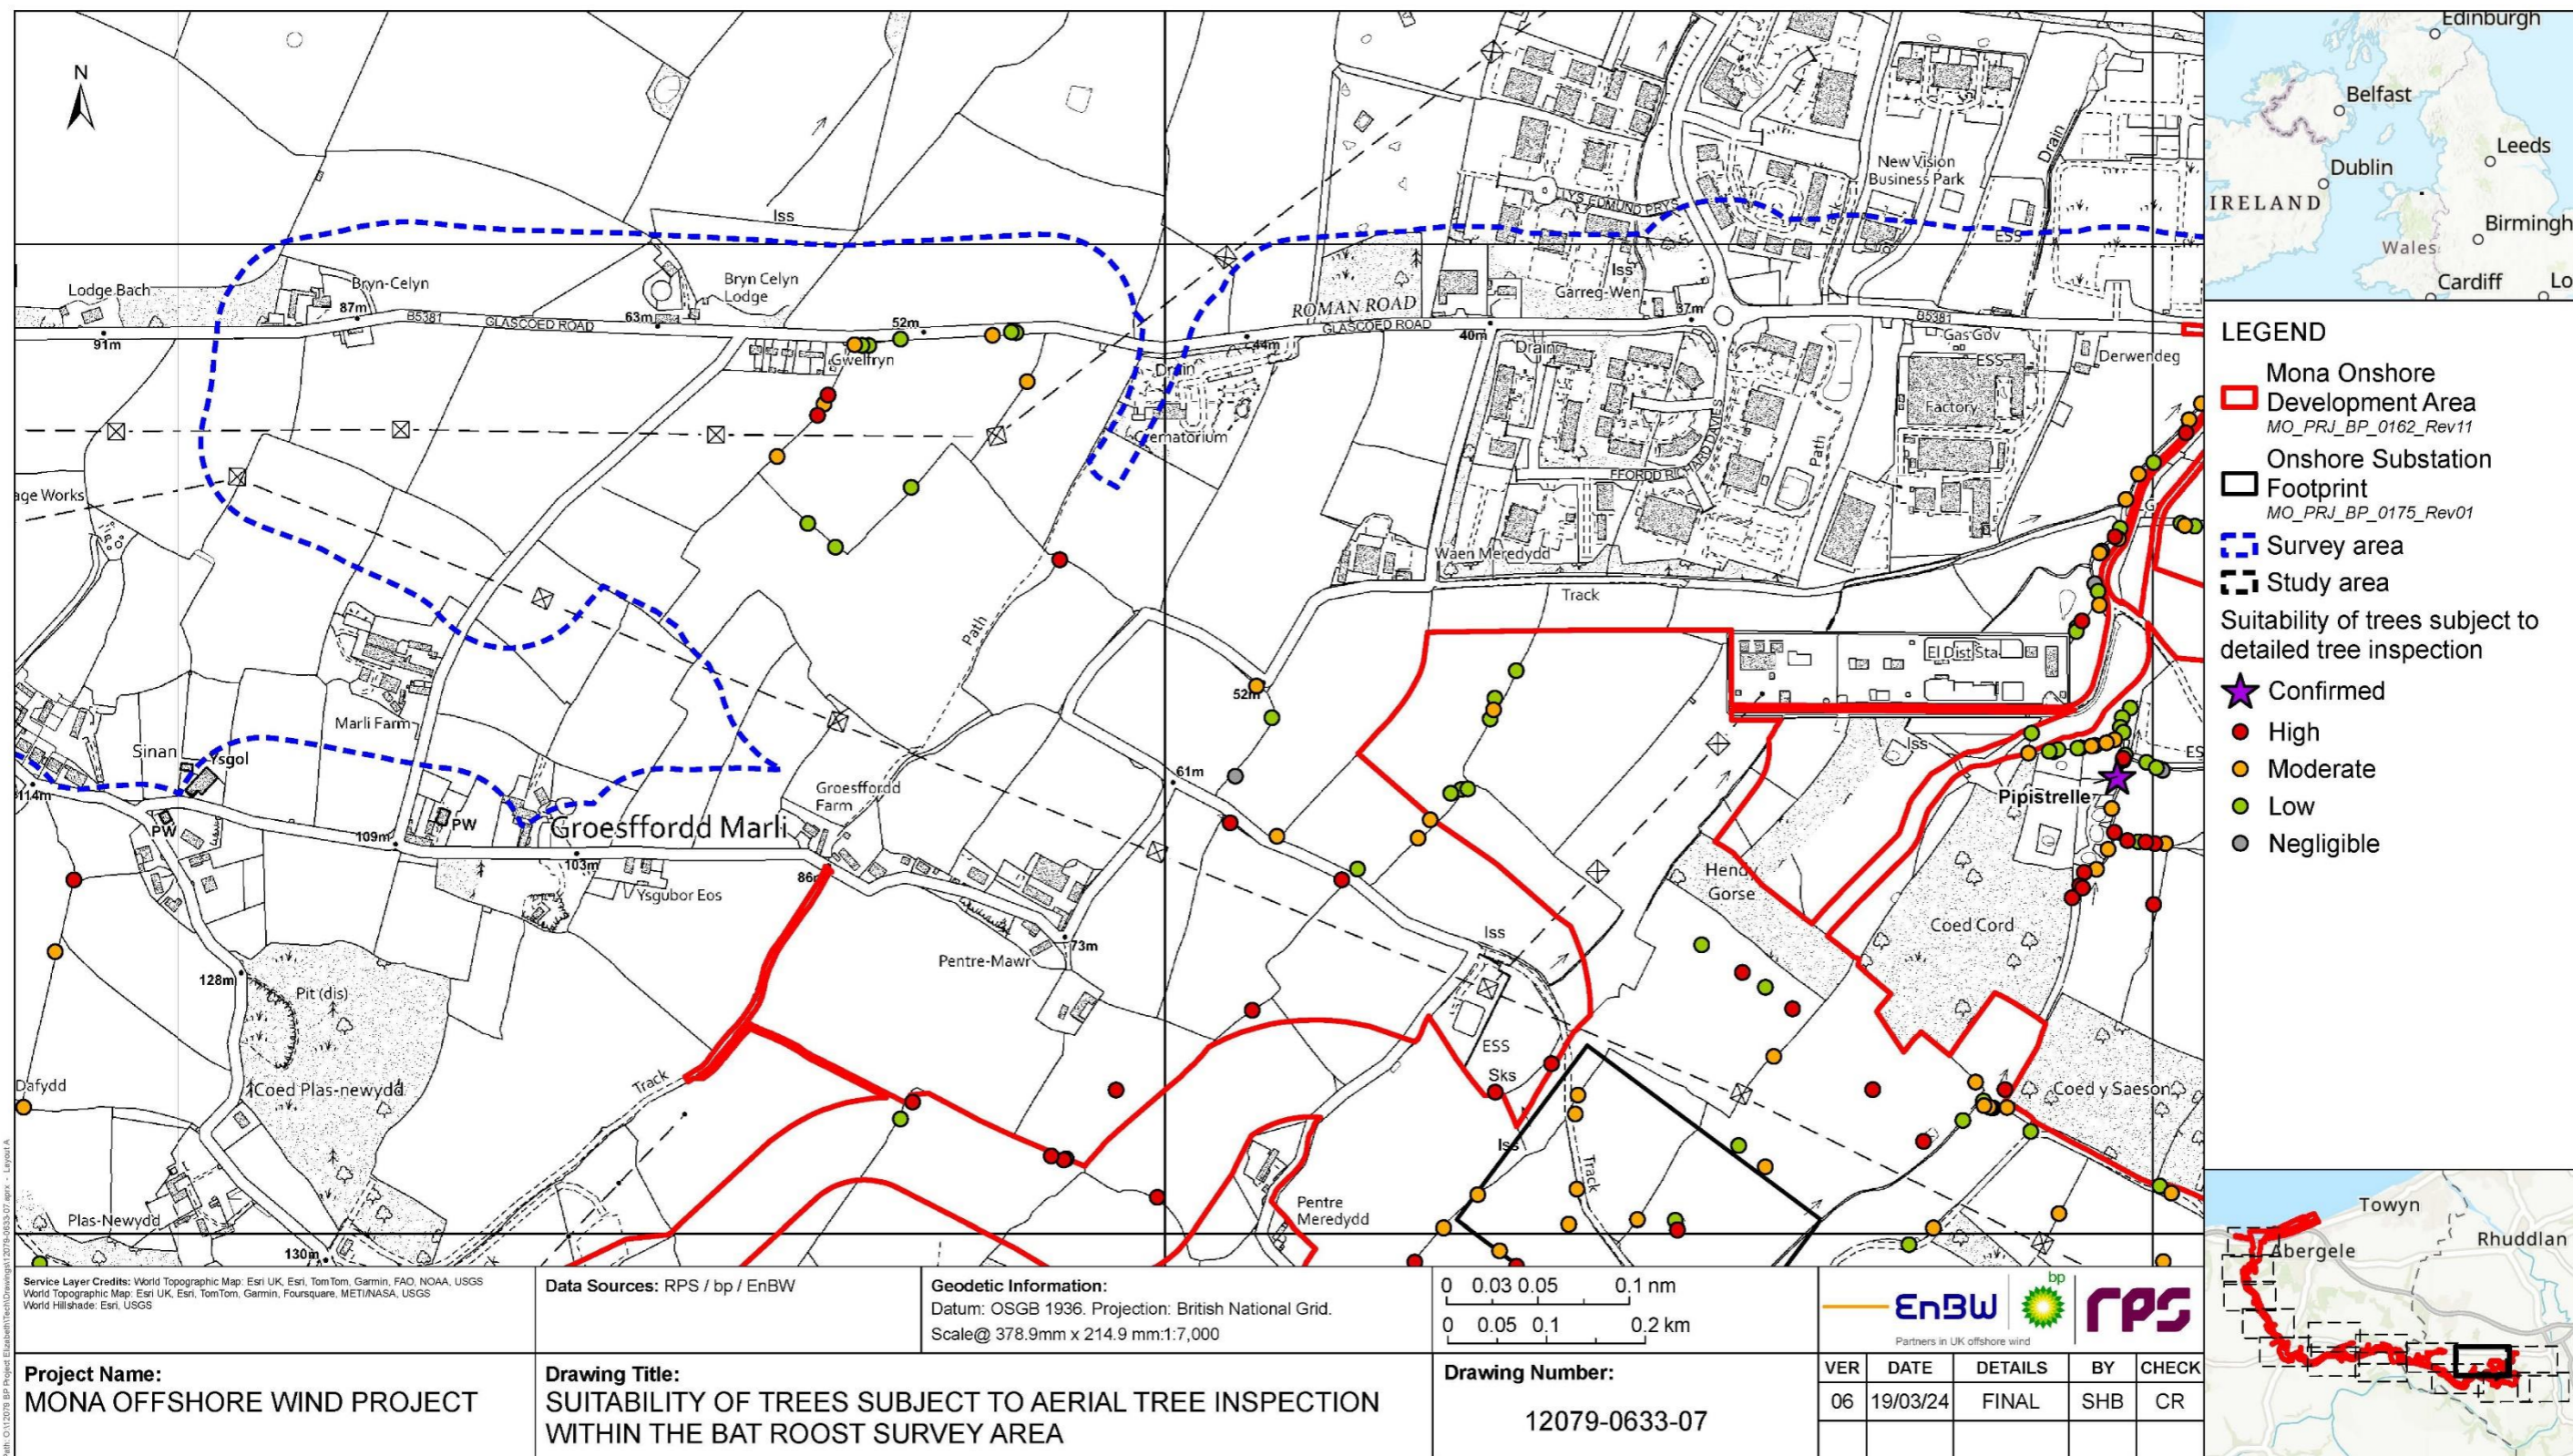 N
Iss
Lodge Bach
Bryn-Celyn
87m
91m
B5381
GLASCOED ROAD
63m
Bryn Celyn
Lodge
52m
Gwelfryn
44m
ROMAN ROAD
GLASCOED ROAD
40m
Drain
Drain
Crematorium
LLYS EDMUND PRYS
New Vision
Business Park
Drain
Track
ESS
Iss
Garreg-Wen
37m
B5381
Gas Gov
ESS
Derwendeg
Factory
FFORDD RICHARD DAVIES
Path
age Works
Waen Meredydd
Track
Path
El Dist Sta
52m
Marli Farm
Sinan
Ysgol
114m
PW
109m
PW
Groesffordd Marli
103m
Groesffordd
Farm
86m
Ysgubor Eos
61m
Iss
ES
Pipistrelle
Hendy
Gorse
Coed Cord
73m
Pentre-Mawr
Iss
128m
Pit (dis)
ESS
Sks
Dafydd
Coed Plas-newydd
Track
Coed y Saeson
Iss
Track
Plas-Newydd
130m
Pentre
Meredydd
Edinburgh
Belfast
Leeds
Dublin
IRELAND
Birmingh
Wales
Cardiff
Lo
LEGEND
Mona Onshore
Development Area
MO_PRJ_BP_0162_Rev11
Onshore Substation
Footprint
MO_PRJ_BP_0175_Rev01
Survey area
Study area
Suitability of trees subject to
detailed tree inspection
Confirmed
High
Moderate
Low
Negligible
Towyn
Abergele
Rhuddlan
Service Layer Credits: World Topographic Map: Esri UK, Esri, TomTom, Garmin, FAO, NOAA, USGS
World Topographic Map: Esri UK, Esri, TomTom, Garmin, Foursquare, METI/NASA, USGS
World Hillshade: Esri, USGS
Data Sources: RPS / bp / EnBW
Geodetic Information:
Datum: OSGB 1936. Projection: British National Grid.
Scale@ 378.9mm x 214.9 mm:1:7,000
0 0.03 0.05 0.1 nm
0 0.05 0.1 0.2 km
EnBW
bp
rps
Partners in UK offshore wind
Project Name:
MONA OFFSHORE WIND PROJECT
Drawing Title:
SUITABILITY OF TREES SUBJECT TO AERIAL TREE INSPECTION
WITHIN THE BAT ROOST SURVEY AREA
Drawing Number:
12079-0633-07
VER DATE DETAILS BY CHECK
06 19/03/24 FINAL SHB CR